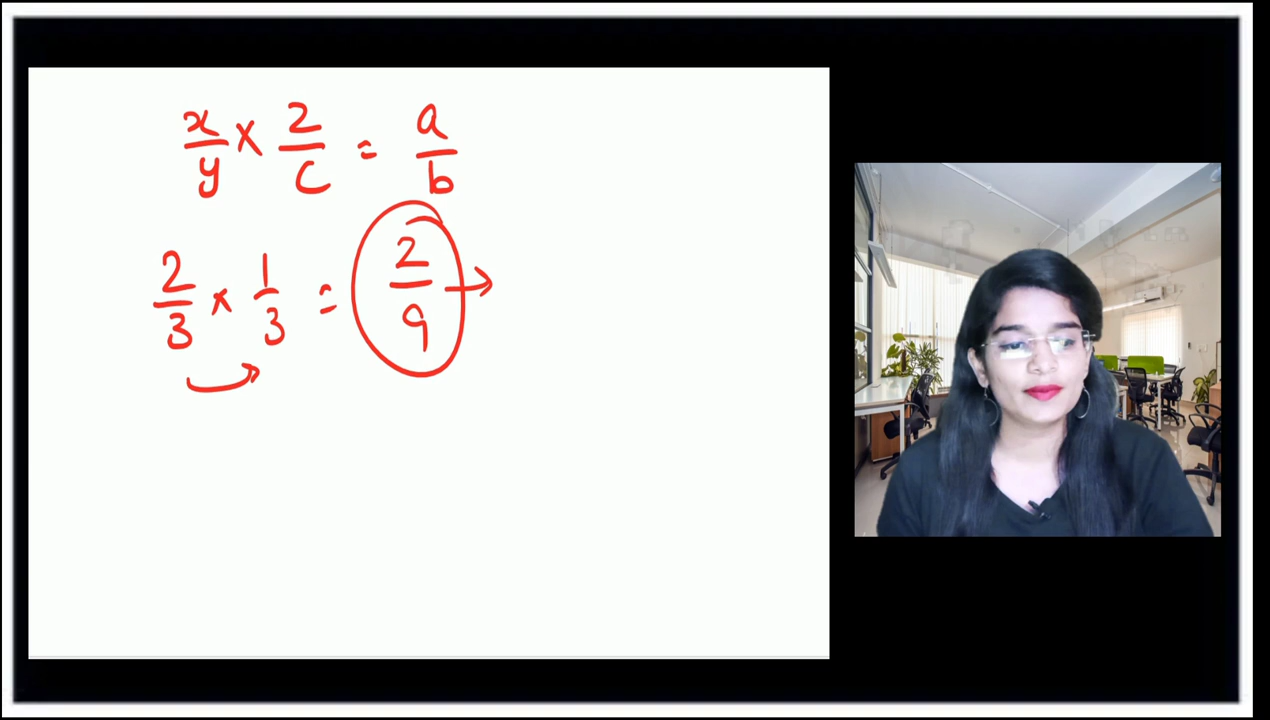 x/y × 2/c = a/b
2/3 × 1/3 = 2/9 →